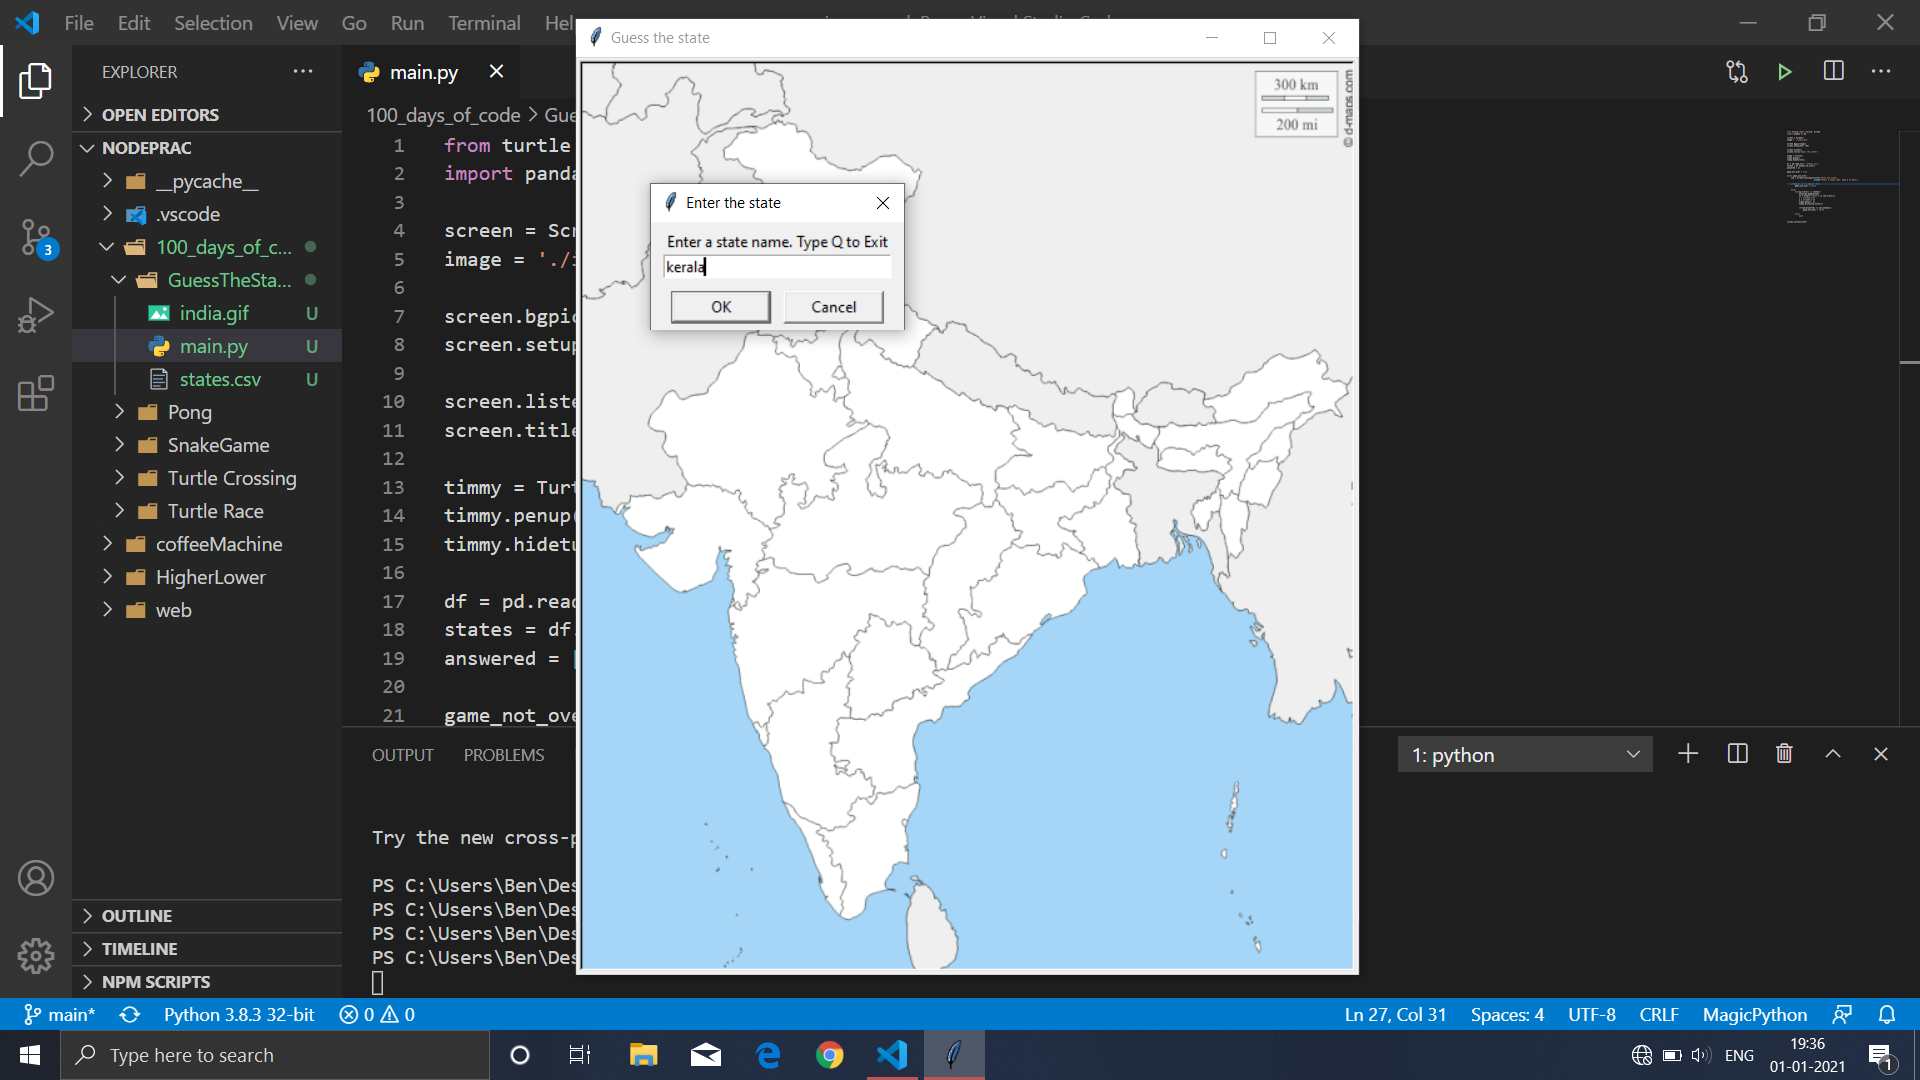 File Edit Selection View Go Run Terminal
Guess the state
EXPLORER
main.py
OPEN EDITORS
100_days_of_code > Gue
NODEPRAC
__pycache__
.vscode
100_days_of_c...
GuessTheSta...
india.gif U
main.py U
states.csv U
Pong
SnakeGame
Turtle Crossing
Turtle Race
coffeeMachine
HigherLower
web
OUTLINE
TIMELINE
NPM SCRIPTS
1 from turtle
2 import panda
3
4 screen = Scr
5 image = './i
6
7 screen.bgpic
8 screen.setup
9
10 screen.liste
11 screen.title
12
13 timmy = Turt
14 timmy.penup(
15 timmy.hidetu
16
17 df = pd.read
18 states = df.
19 answered = [
20
21 game_not_ove
300 km
200 mi
© d-maps.com
Enter the state
Enter a state name. Type Q to Exit
kerala
OK Cancel
OUTPUT PROBLEMS
1: python
Try the new cross-p
PS C:\Users\Ben\Des
PS C:\Users\Ben\Des
PS C:\Users\Ben\Des
PS C:\Users\Ben\Des
3
main* Python 3.8.3 32-bit 0 0 Ln 27, Col 31 Spaces: 4 UTF-8 CRLF MagicPython
Type here to search
ENG
19:36
01-01-2021
1